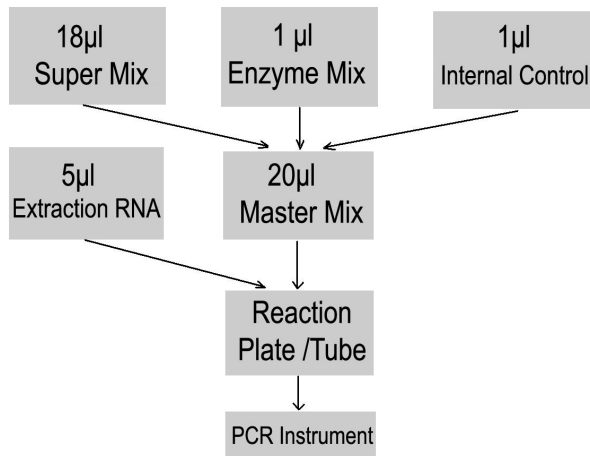 18µl
Super Mix
1 µl
Enzyme Mix
1µl
Internal Control
5µl
Extraction RNA
20µl
Master Mix
Reaction
Plate /Tube
PCR Instrument